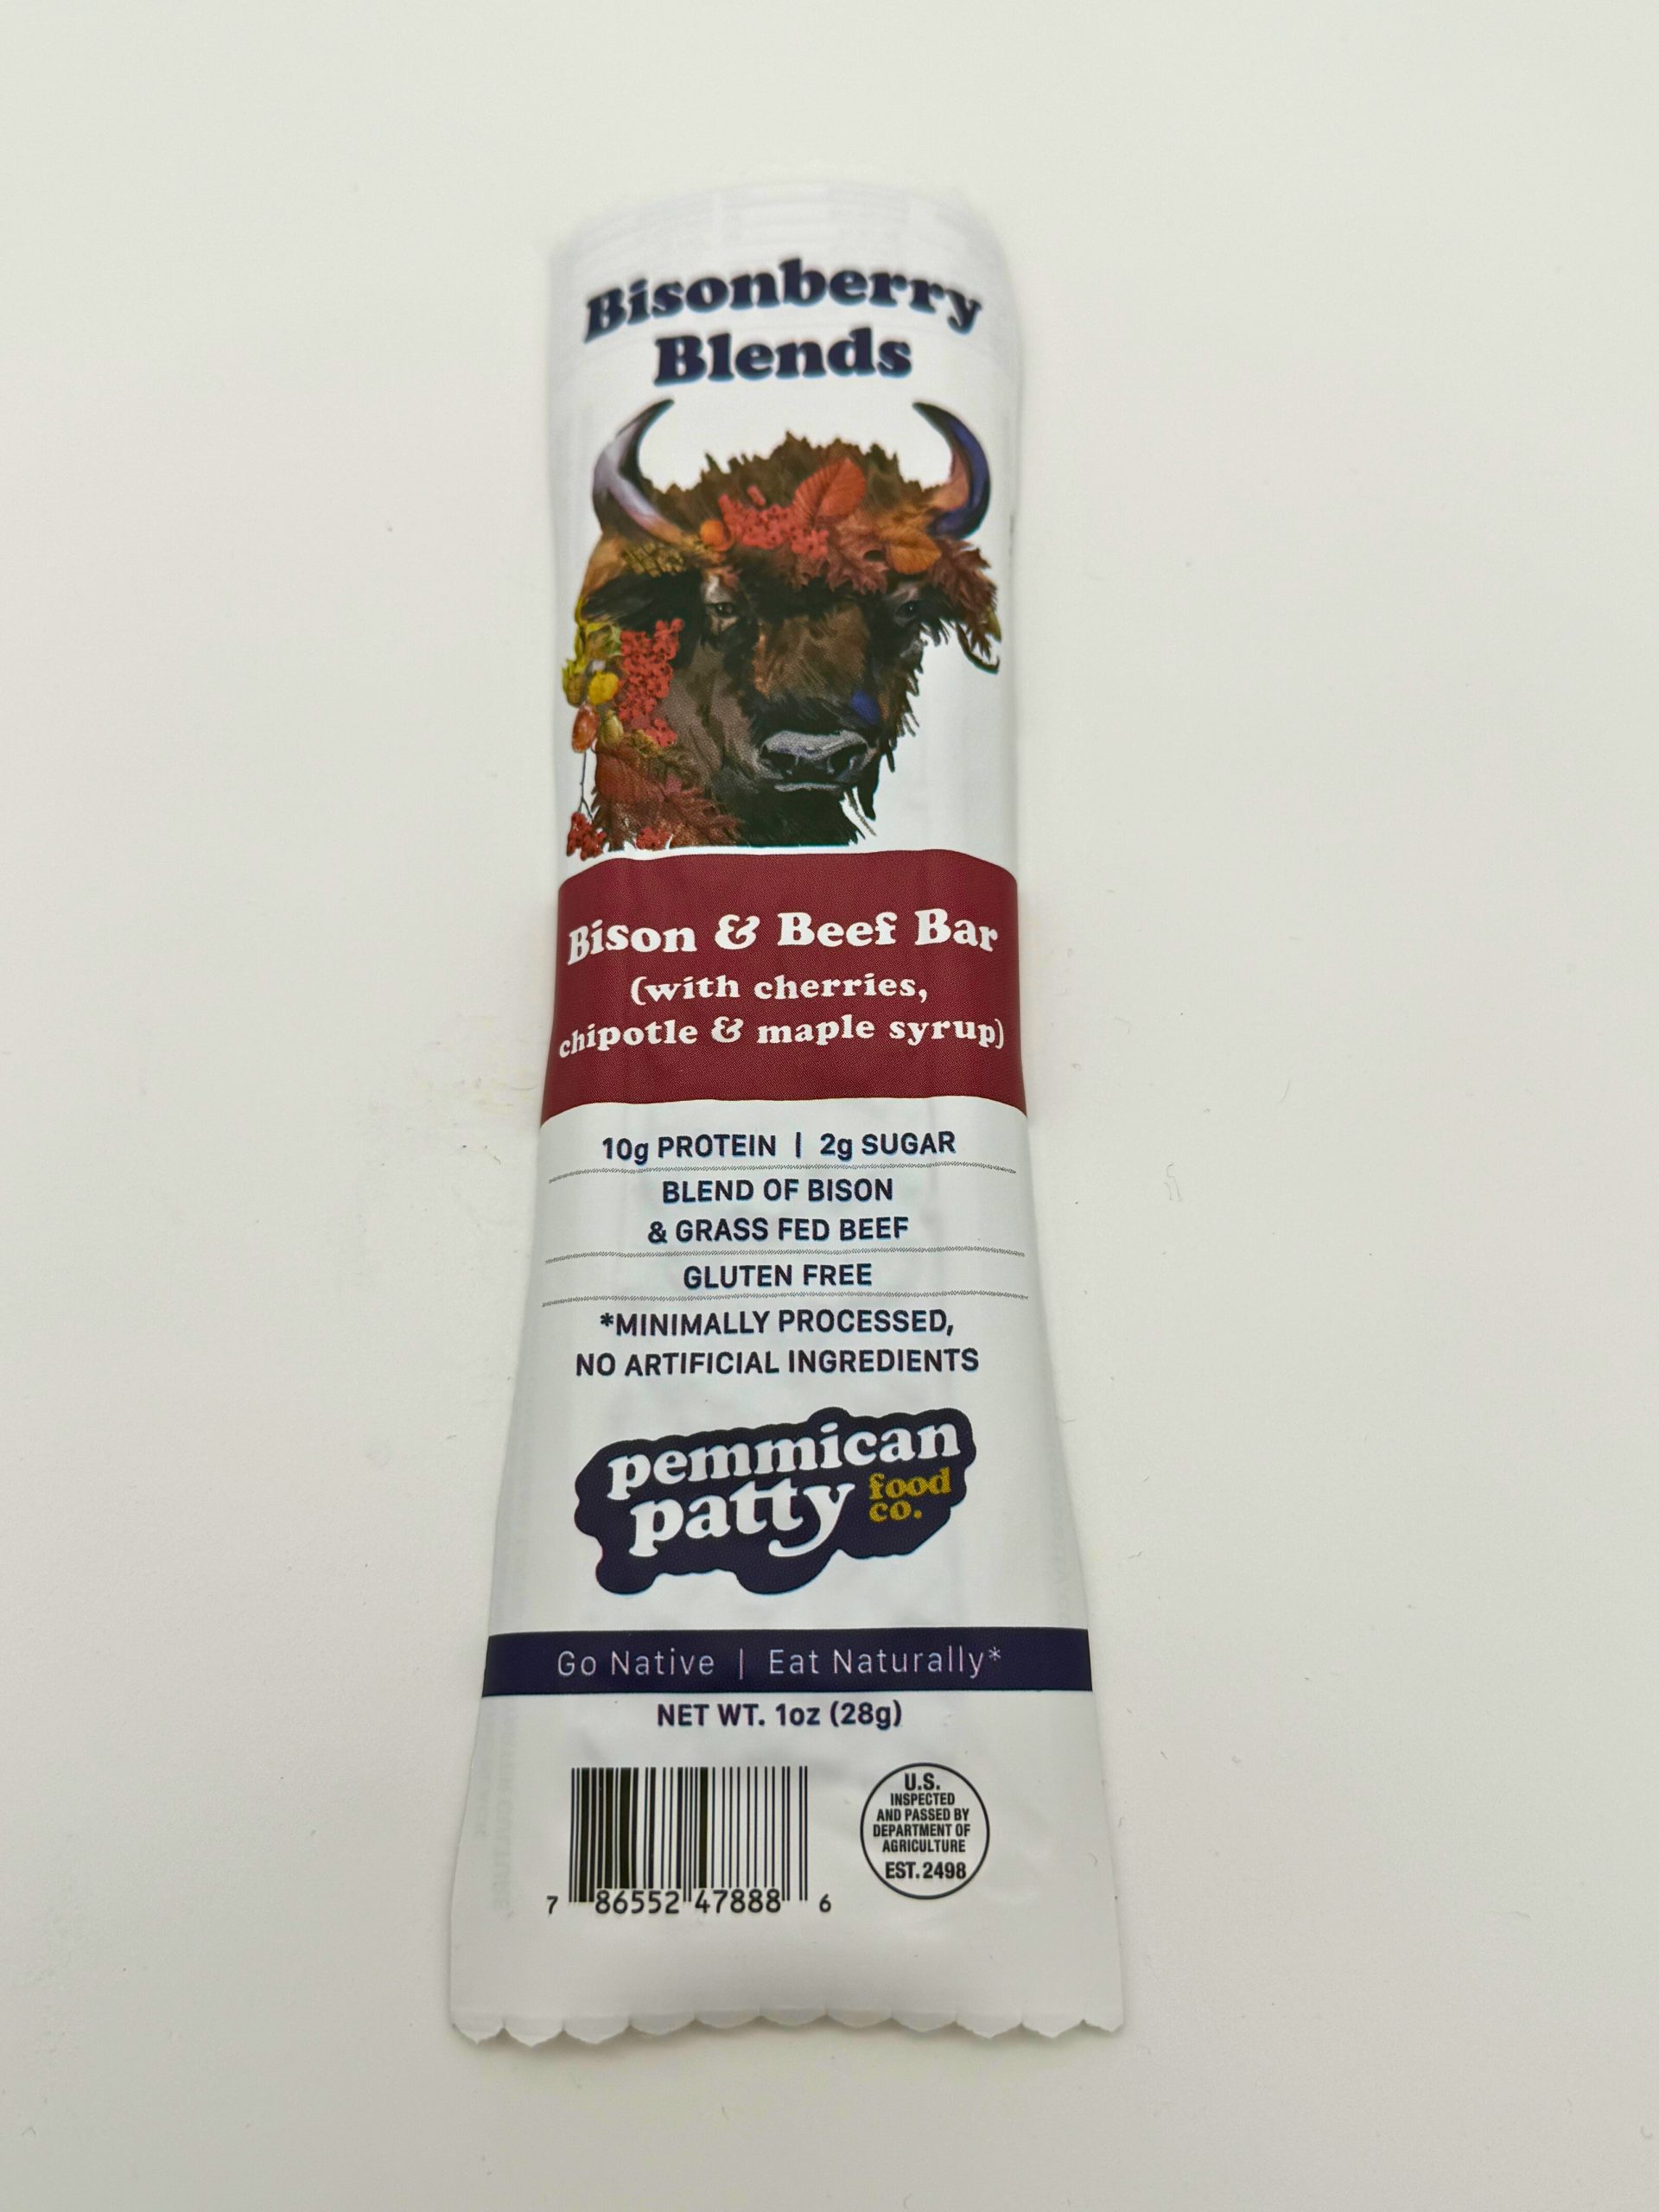 Bisonberry
Blends
Bison & Beef Bar
(with cherries,
chipotle & maple syrup)
10g PROTEIN | 2g SUGAR
BLEND OF BISON
& GRASS FED BEEF
GLUTEN FREE
*MINIMALLY PROCESSED,
NO ARTIFICIAL INGREDIENTS
pemmican
patty food
co.
Go Native | Eat Naturally*
NET WT. 1oz (28g)
U.S.
INSPECTED
AND PASSED BY
DEPARTMENT OF
AGRICULTURE
EST. 2498
7 86552 47888 6